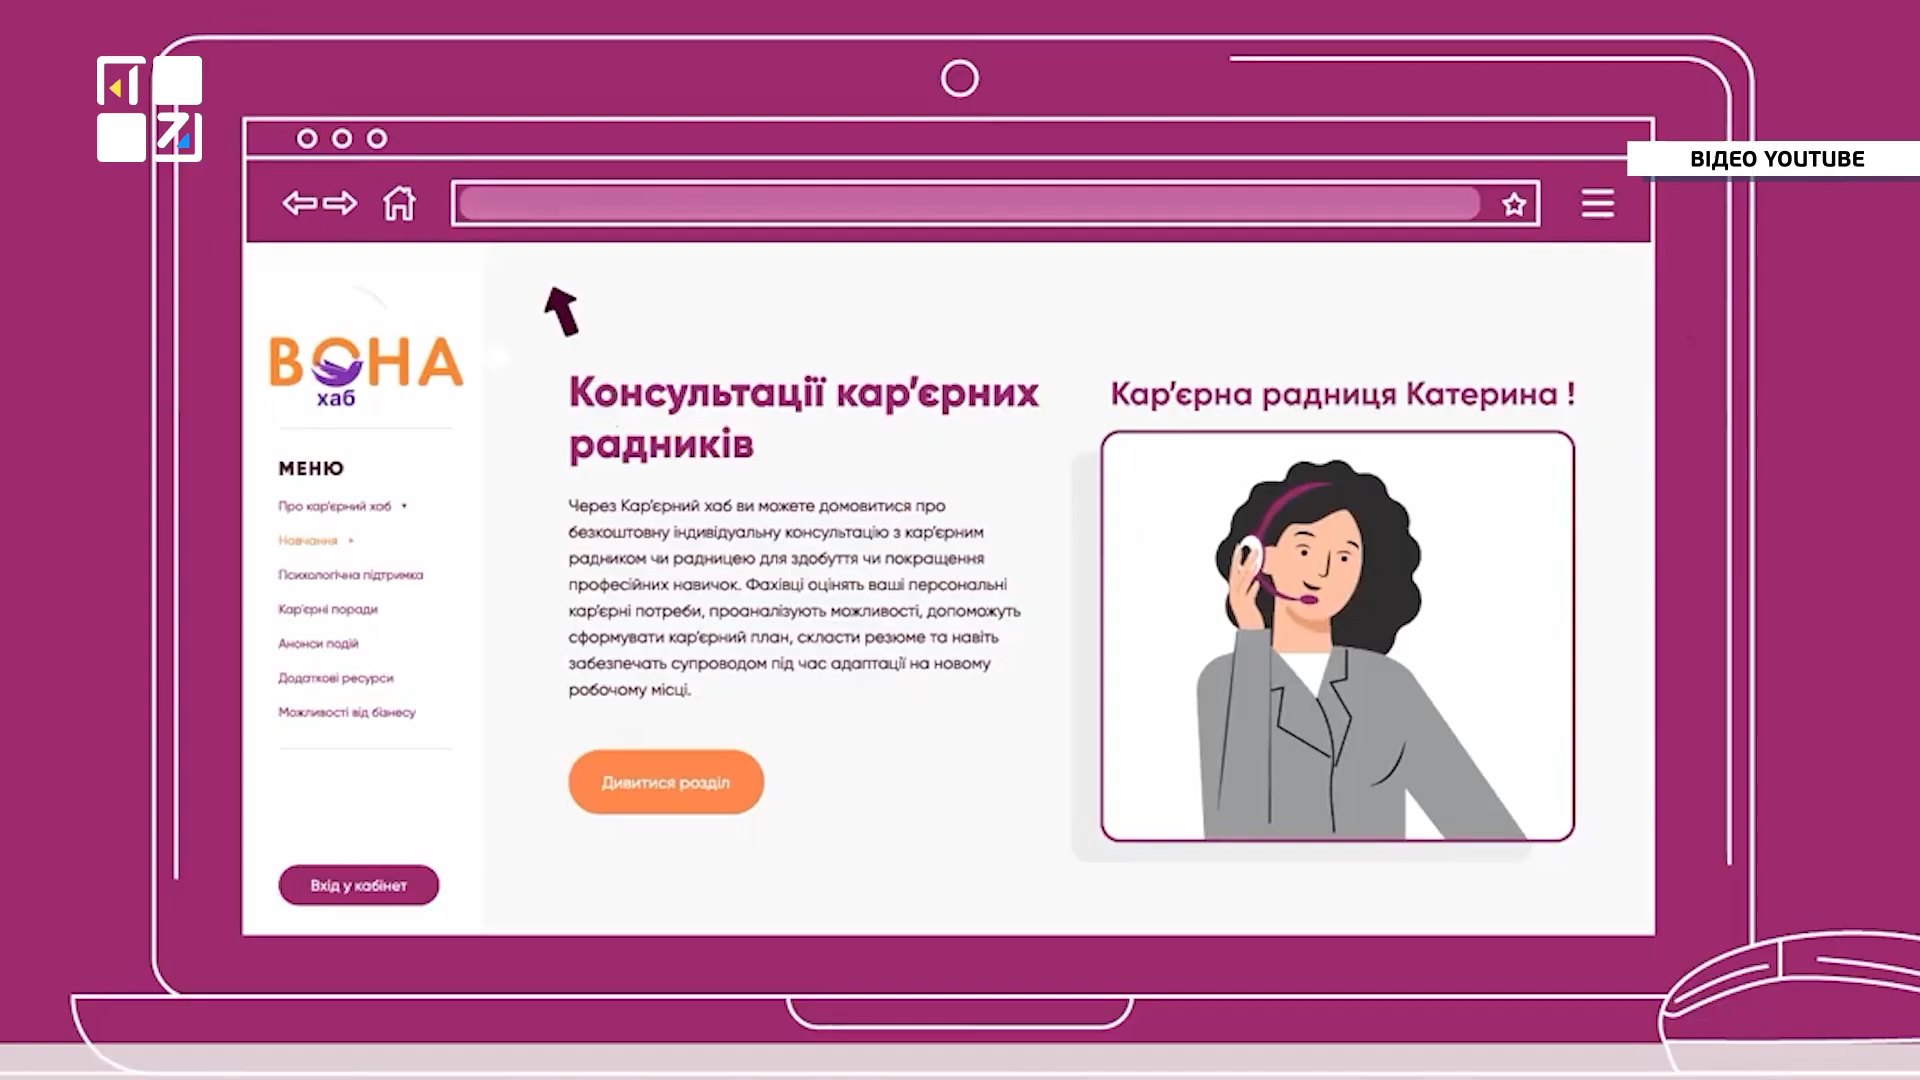 ВІДЕО YOUTUBE
ВОНА
хаб
МЕНЮ
Про кар'єрний хаб
Навчання
Психологічна підтримка
Кар'єрні поради
Анонси подій
Додаткові ресурси
Можливості від бізнесу
Вхід у кабінет
Консультації кар’єрних
радників
Через Кар’єрний хаб ви можете домовитися про
безкоштовну індивідуальну консультацію з кар’єрним
радником чи радницею для здобуття чи покращення
професійних навичок. Фахівці оцінять ваші персональні
кар’єрні потреби, проаналізують можливості, допоможуть
сформувати кар’єрний план, скласти резюме та навіть
забезпечать супроводом під час адаптації на новому
робочому місці.
Дивитися розділ
Кар’єрна радниця Катерина !